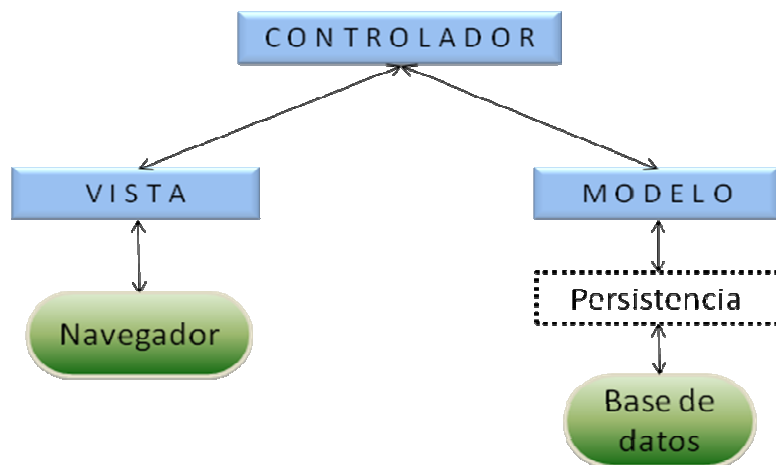 CONTROLADOR
VISTA
MODELO
Persistencia
Navegador
Base de
datos